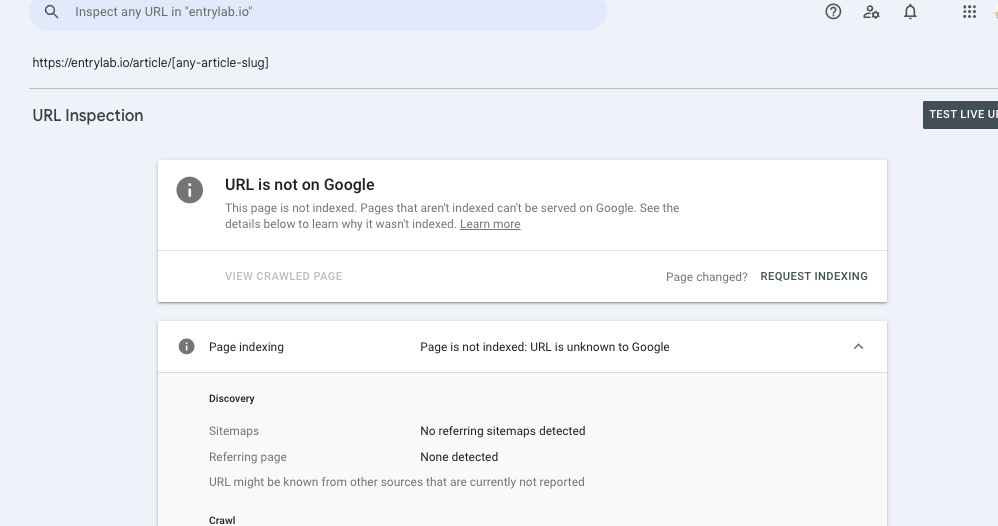 Inspect any URL in "entrylab.io"
https://entrylab.io/article/[any-article-slug]
URL Inspection
TEST LIVE U
URL is not on Google
This page is not indexed. Pages that aren't indexed can't be served on Google. See the
details below to learn why it wasn't indexed. Learn more
VIEW CRAWLED PAGE
Page changed? REQUEST INDEXING
Page indexing
Page is not indexed: URL is unknown to Google
Discovery
Sitemaps
No referring sitemaps detected
Referring page
None detected
URL might be known from other sources that are currently not reported
Crawl